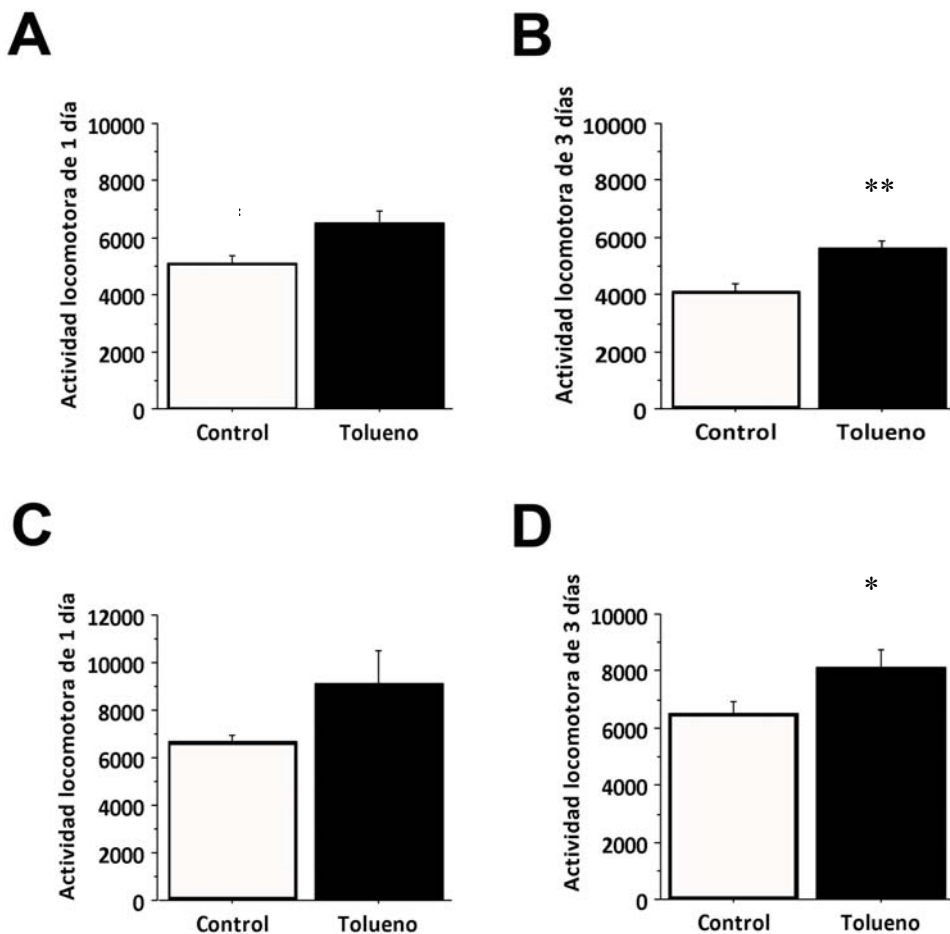 A
Actividad locomotora de 1 día
10000
8000
6000
4000
2000
0
:
Control
Tolueno
B
Actividad locomotora de 3 días
10000
8000
6000
4000
2000
0
**
Control
Tolueno
C
Actividad locomotora de 1 día
12000
10000
8000
6000
4000
2000
0
Control
Tolueno
D
Actividad locomotora de 3 días
10000
8000
6000
4000
2000
0
*
Control
Tolueno